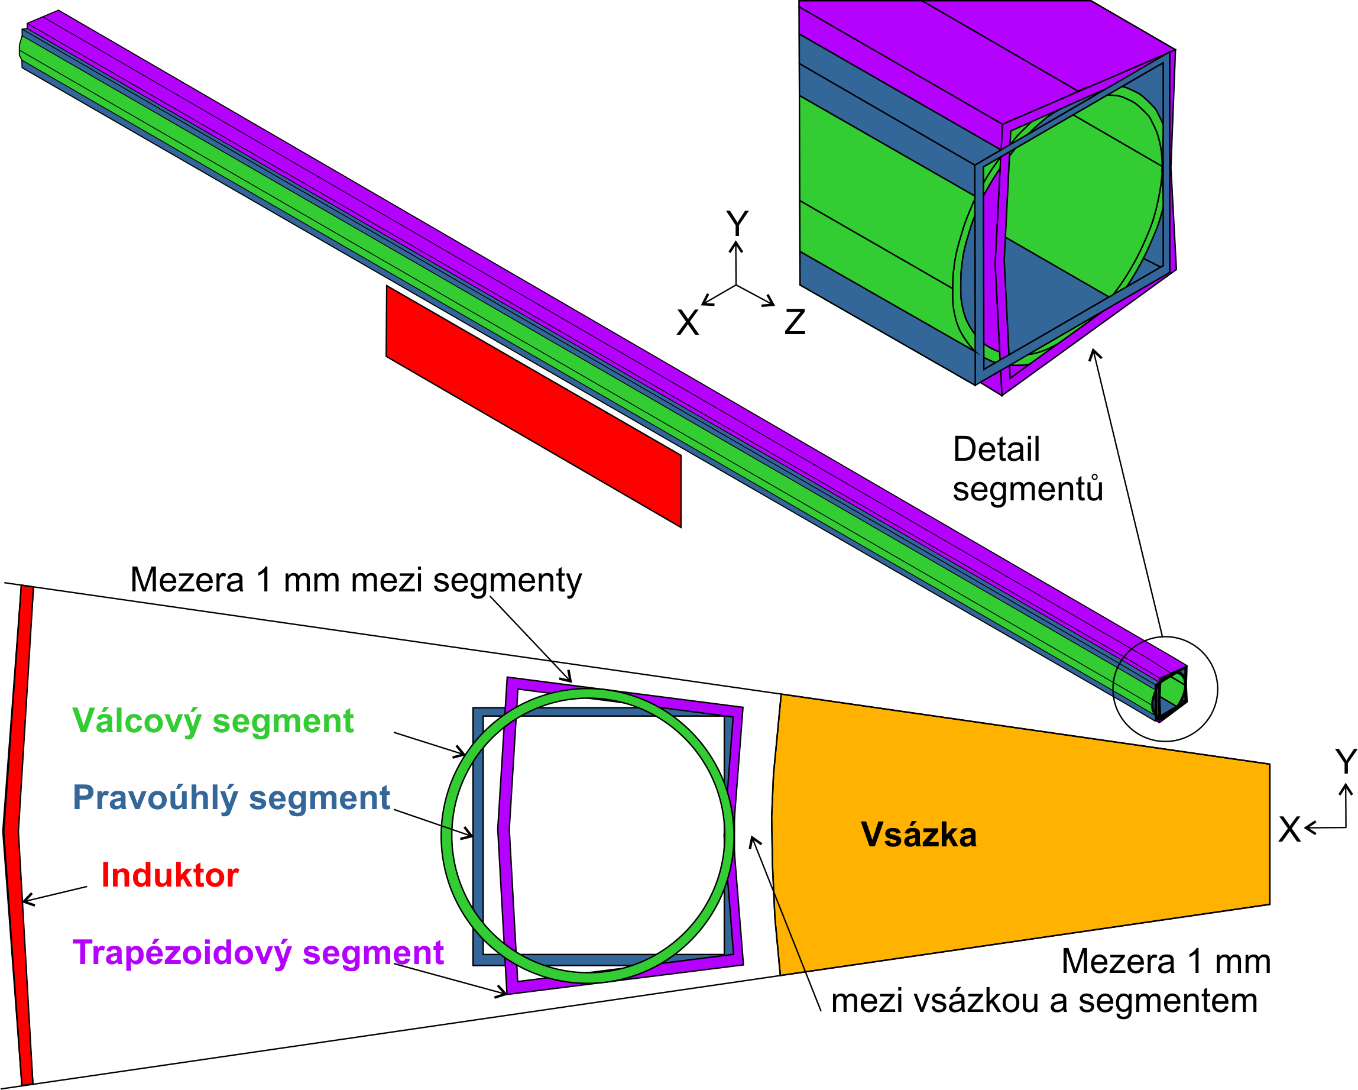 Y
X
Z
Detail
segmentů
Mezera 1 mm mezi segmenty
Válcový segment
Pravoúhlý segment
Induktor
Trapézoidový segment
Vsázka
Y
X
Mezera 1 mm
mezi vsázkou a segmentem